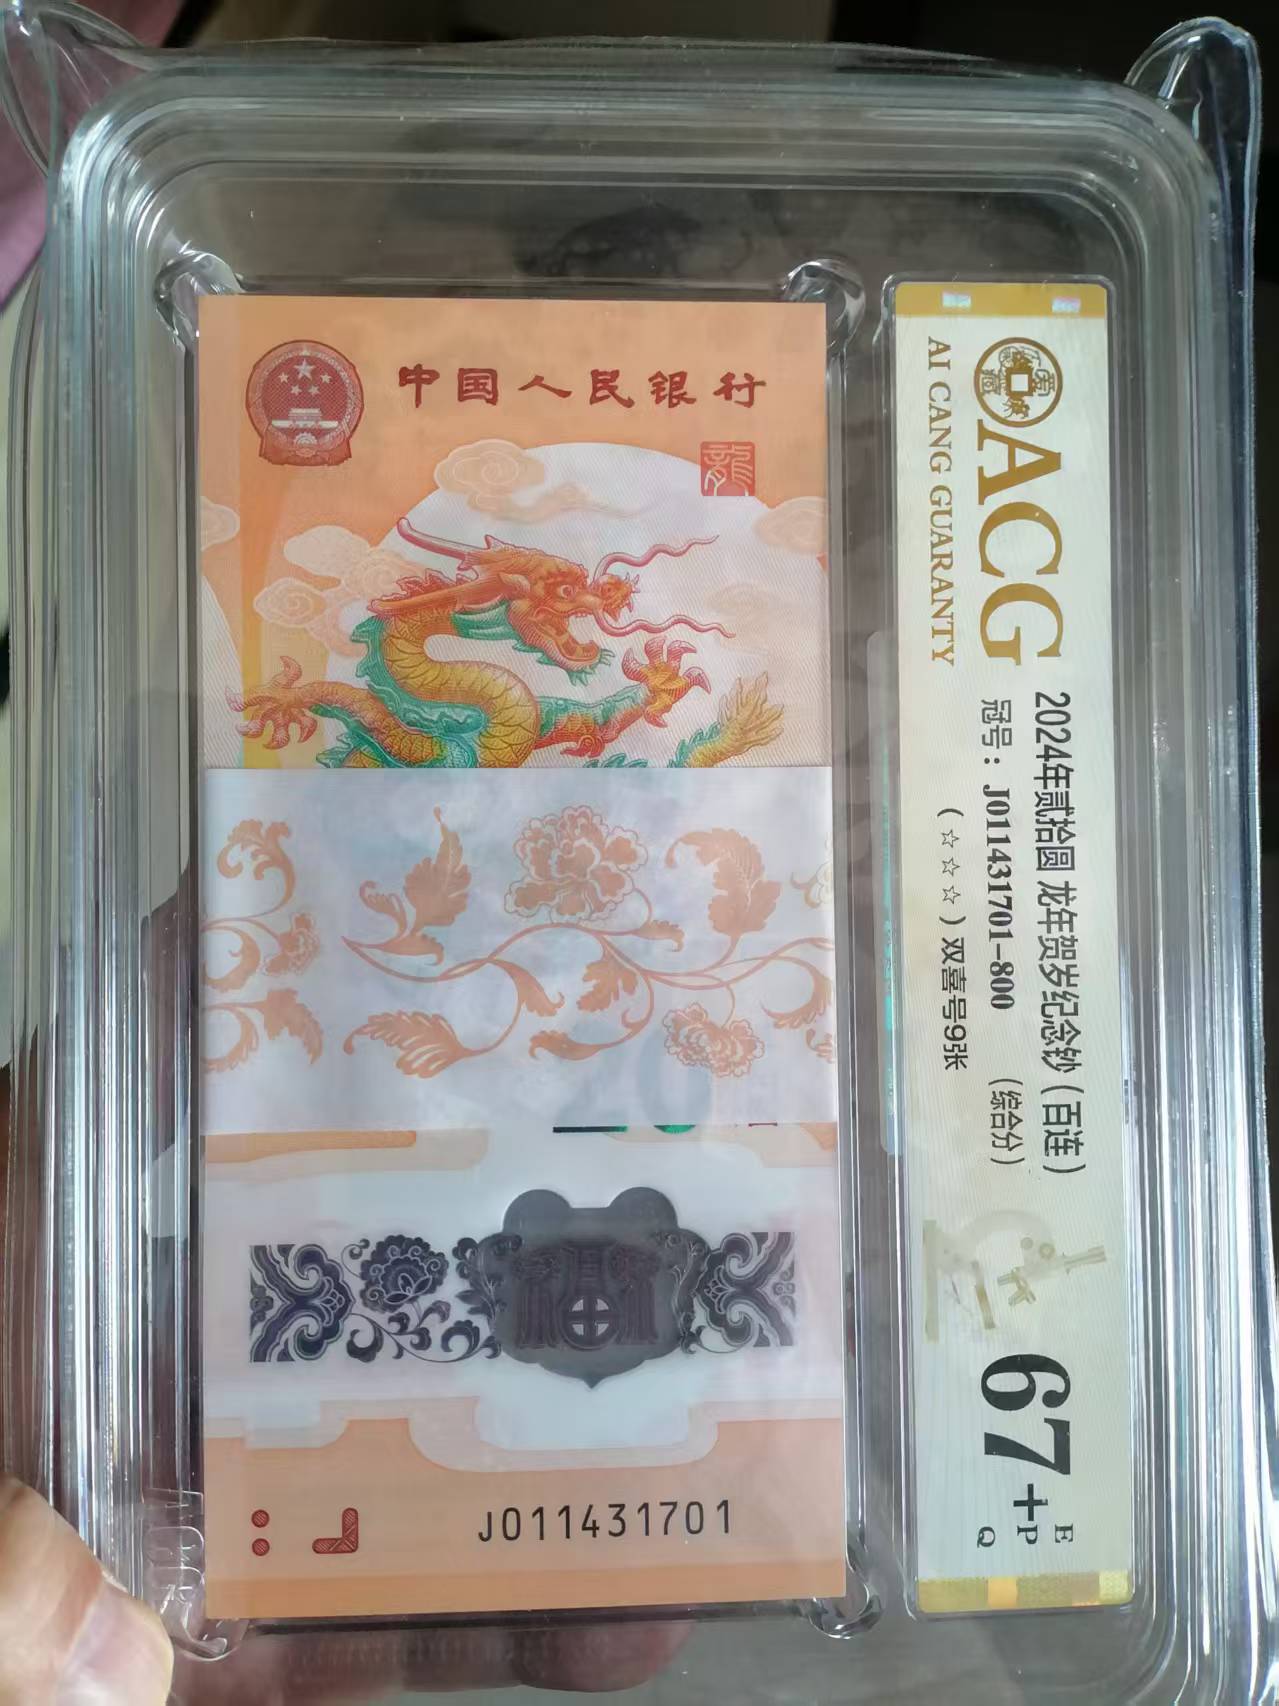 中国人民银行
龍
J011431701
ACG
AI CANG GUARANTY
2024年贰拾圆 龙年贺岁纪念钞（百连）
冠号：J011431701-800 （综合分）
（☆☆☆）双喜号9张
67+
E
P
Q